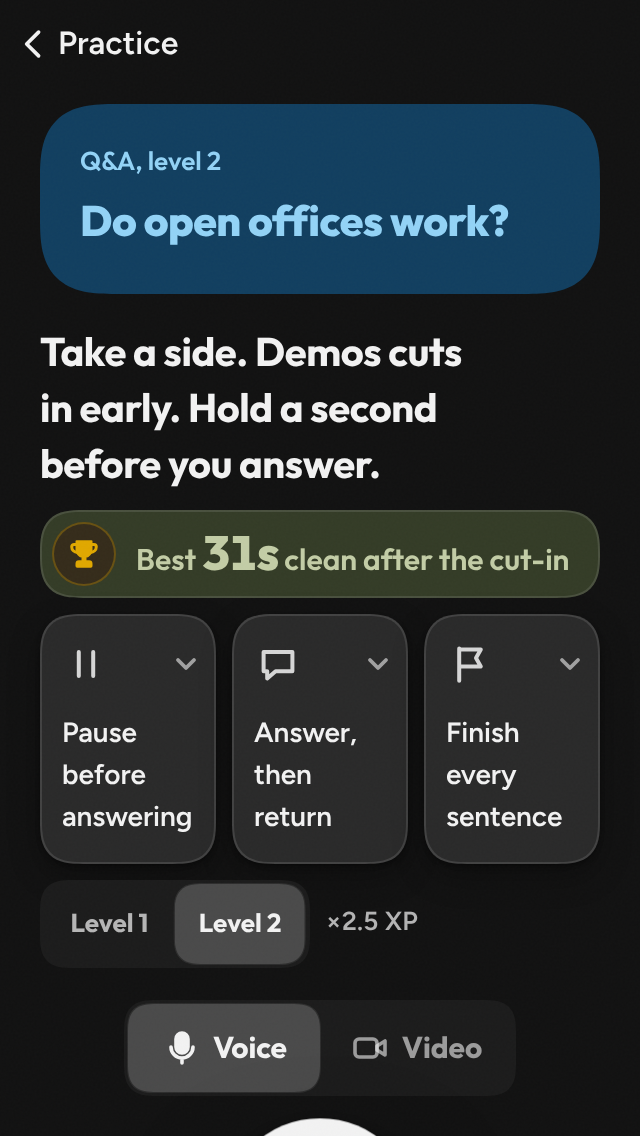 Practice
Q&A, level 2
Do open offices work?
Take a side. Demos cuts
in early. Hold a second
before you answer.
Best 31s clean after the cut-in
Pause
before
answering
Answer,
then
return
Finish
every
sentence
Level 1
Level 2
×2.5 XP
Voice
Video